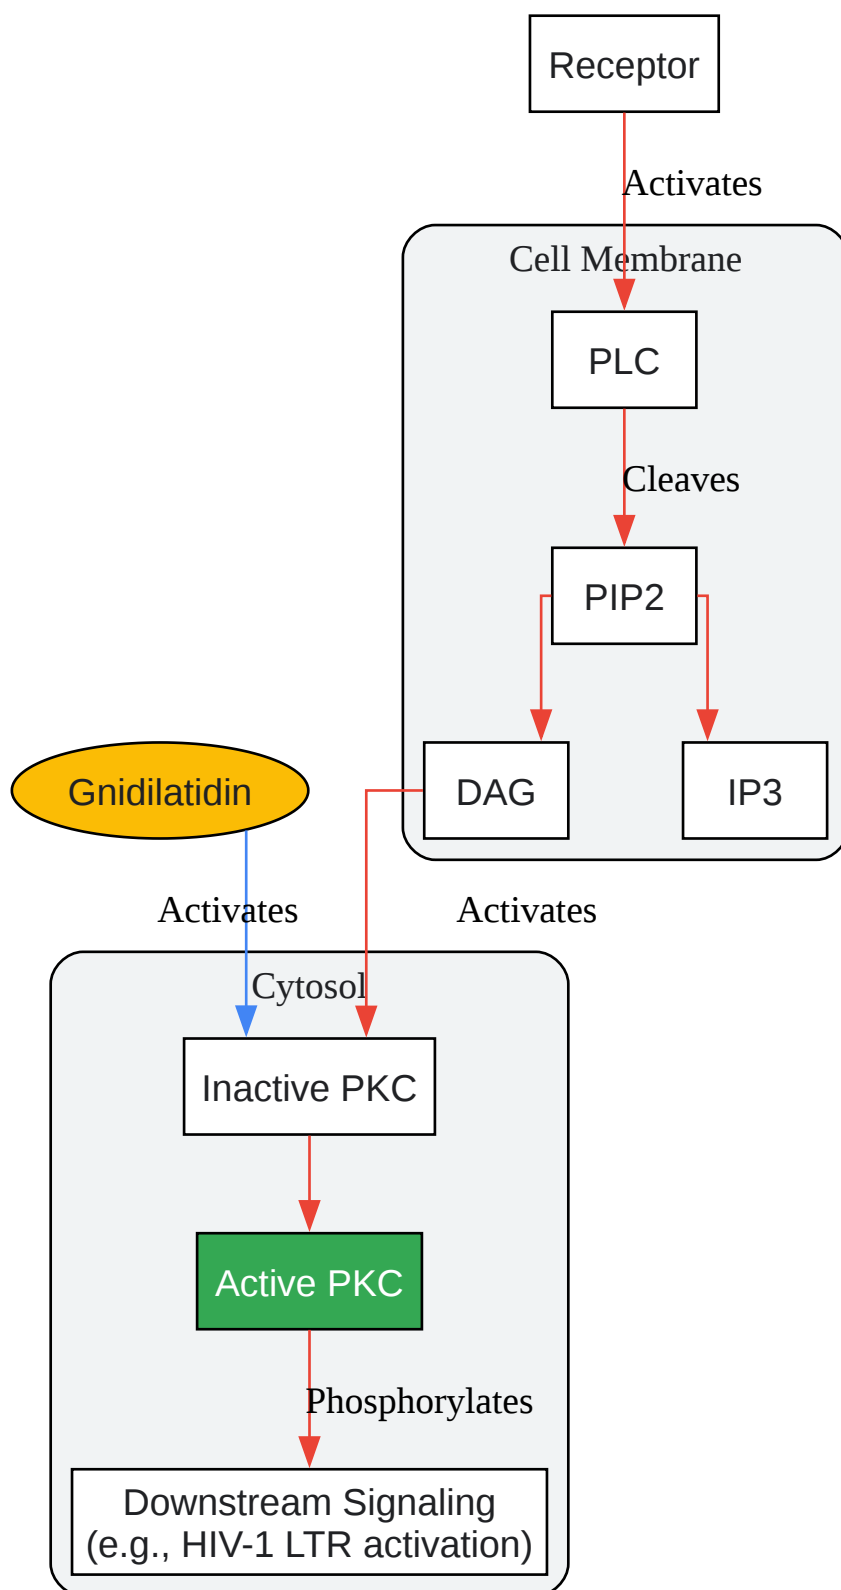 Receptor
Activates
Cell Membrane
PLC
Cleaves
PIP2
DAG
IP3
Gnidilatidin
Activates
Activates
Cytosol
Inactive PKC
Active PKC
Phosphorylates
Downstream Signaling
(e.g., HIV-1 LTR activation)